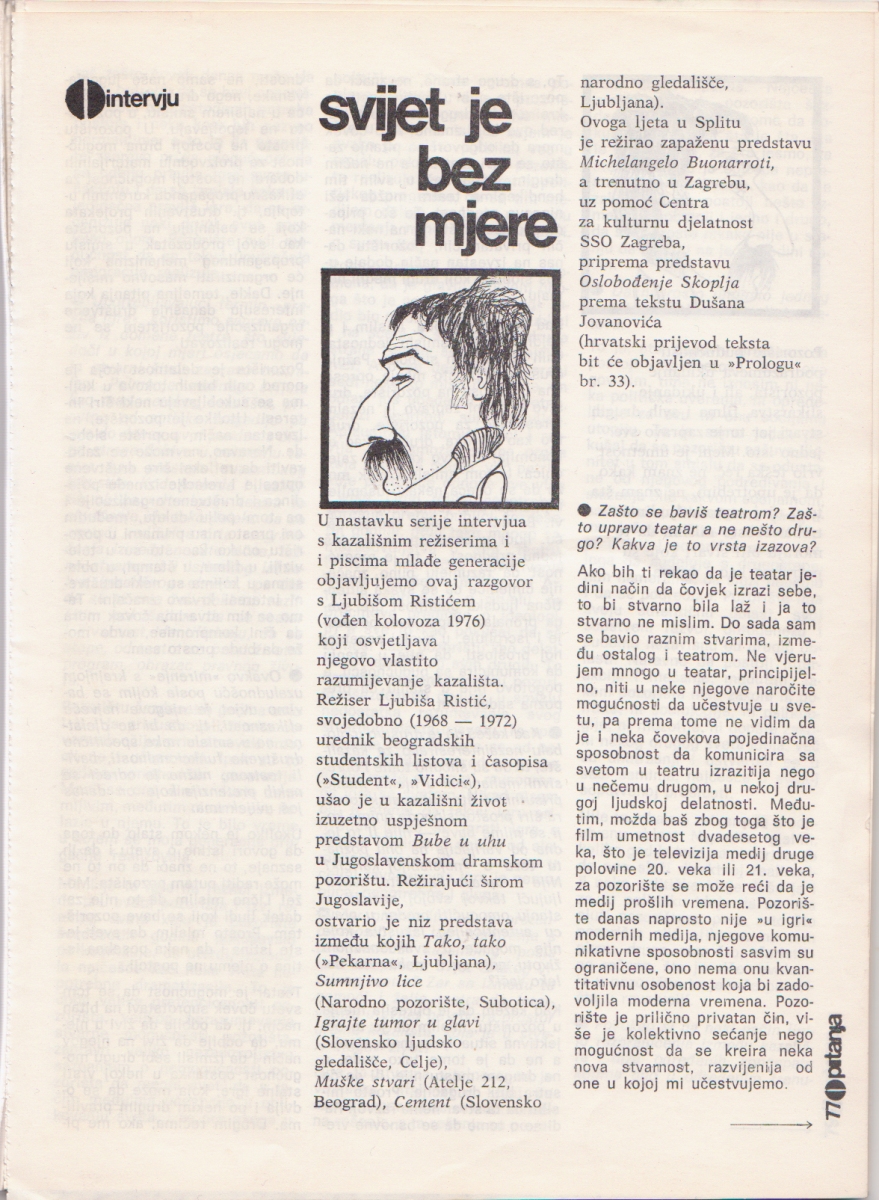 intervju
svijet je
bez
mjere
U nastavku serije intervjua
s kazališnim režiserima i
i piscima mlađe generacije
objavljujemo ovaj razgovor
s Ljubišom Ristićem
(vođen kolovoza 1976)
koji osvjetljava
njegovo vlastito
razumijevanje kazališta.
Režiser Ljubiša Ristić,
svojedobno (1968 — 1972)
urednik beogradskih
studentskih listova i časopisa
(»Student«, »Vidici«),
ušao je u kazališni život
izuzetno uspješnom
predstavom Bube u uhu
u Jugoslavenskom dramskom
pozorištu. Režirajući širom
Jugoslavije,
ostvario je niz predstava
između kojih Tako, tako
(»Pekarna«, Ljubljana),
Sumnjivo lice
(Narodno pozorište, Subotica),
Igrajte tumor u glavi
(Slovensko ljudsko
gledališče, Celje),
Muške stvari (Atelje 212,
Beograd), Cement (Slovensko
narodno gledališče,
Ljubljana).
Ovoga ljeta u Splitu
je režirao zapaženu predstavu
Michelangelo Buonarroti,
a trenutno u Zagrebu,
uz pomoć Centra
za kulturnu djelatnost
SSO Zagreba,
priprema predstavu
Oslobođenje Skoplja
prema tekstu Dušana
Jovanovića
(hrvatski prijevod teksta
bit će objavljen u »Prologu«
br. 33).
● Zašto se baviš teatrom? Zaš-
to upravo teatar a ne nešto dru-
go? Kakva je to vrsta izazova?
Ako bih ti rekao da je teatar je-
dini način da čovjek izrazi sebe,
to bi stvarno bila laž i ja to
stvarno ne mislim. Do sada sam
se bavio raznim stvarima, izme-
đu ostalog i teatrom. Ne vjeru-
jem mnogo u teatar, principijel-
no, niti u neke njegove naročite
mogućnosti da učestvuje u sve-
tu, pa prema tome ne vidim da
je i neka čovekova pojedinačna
sposobnost da komunicira sa
svetom u teatru izrazitija nego
u nečemu drugom, u nekoj dru-
goj ljudskoj delatnosti. Među-
tim, možda baš zbog toga što je
film umetnost dvadesetog ve-
ka, što je televizija medij druge
polovine 20. veka ili 21. veka,
za pozorište se može reći da je
medij prošlih vremena. Pozoriš-
te danas naprosto nije »u igri«
modernih medija, njegove komu-
nikativne sposobnosti sasvim su
ograničene, ono nema onu kvan-
titativnu osobenost koja bi zado-
voljila moderna vremena. Pozo-
rište je prilično privatan čin, vi-
še je kolektivno sećanje nego
mogućnost da se kreira neka
nova stvarnost, razvijenija od
one u kojoj mi učestvujemo.
77 pitanja